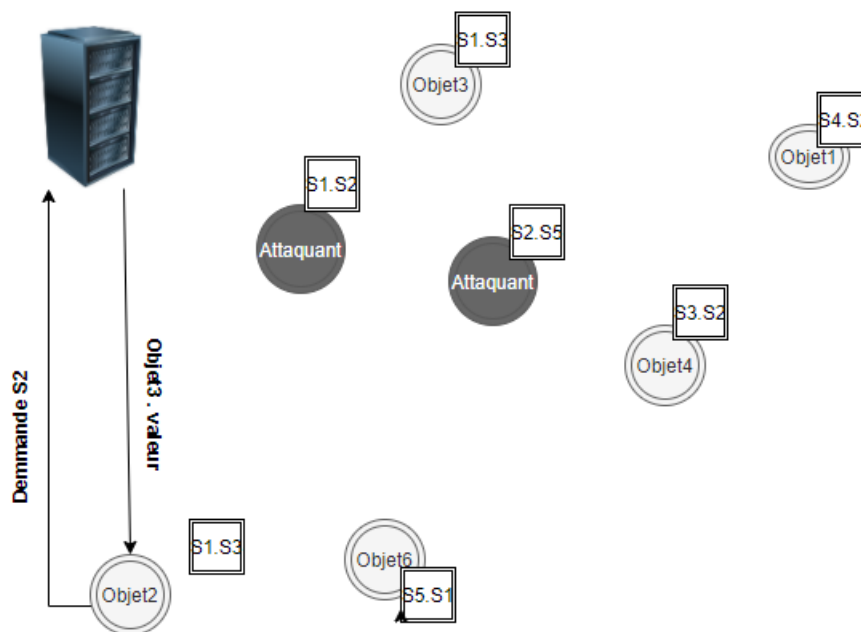 S1.S3
Objet3
S4.S2
Objet1
S1.S2
Attaquant
S2.S5
Attaquant
S3.S2
Objet4
Demmande S2
Objet3 . valeur
S1.S3
Objet2
Objet6
S5.S1